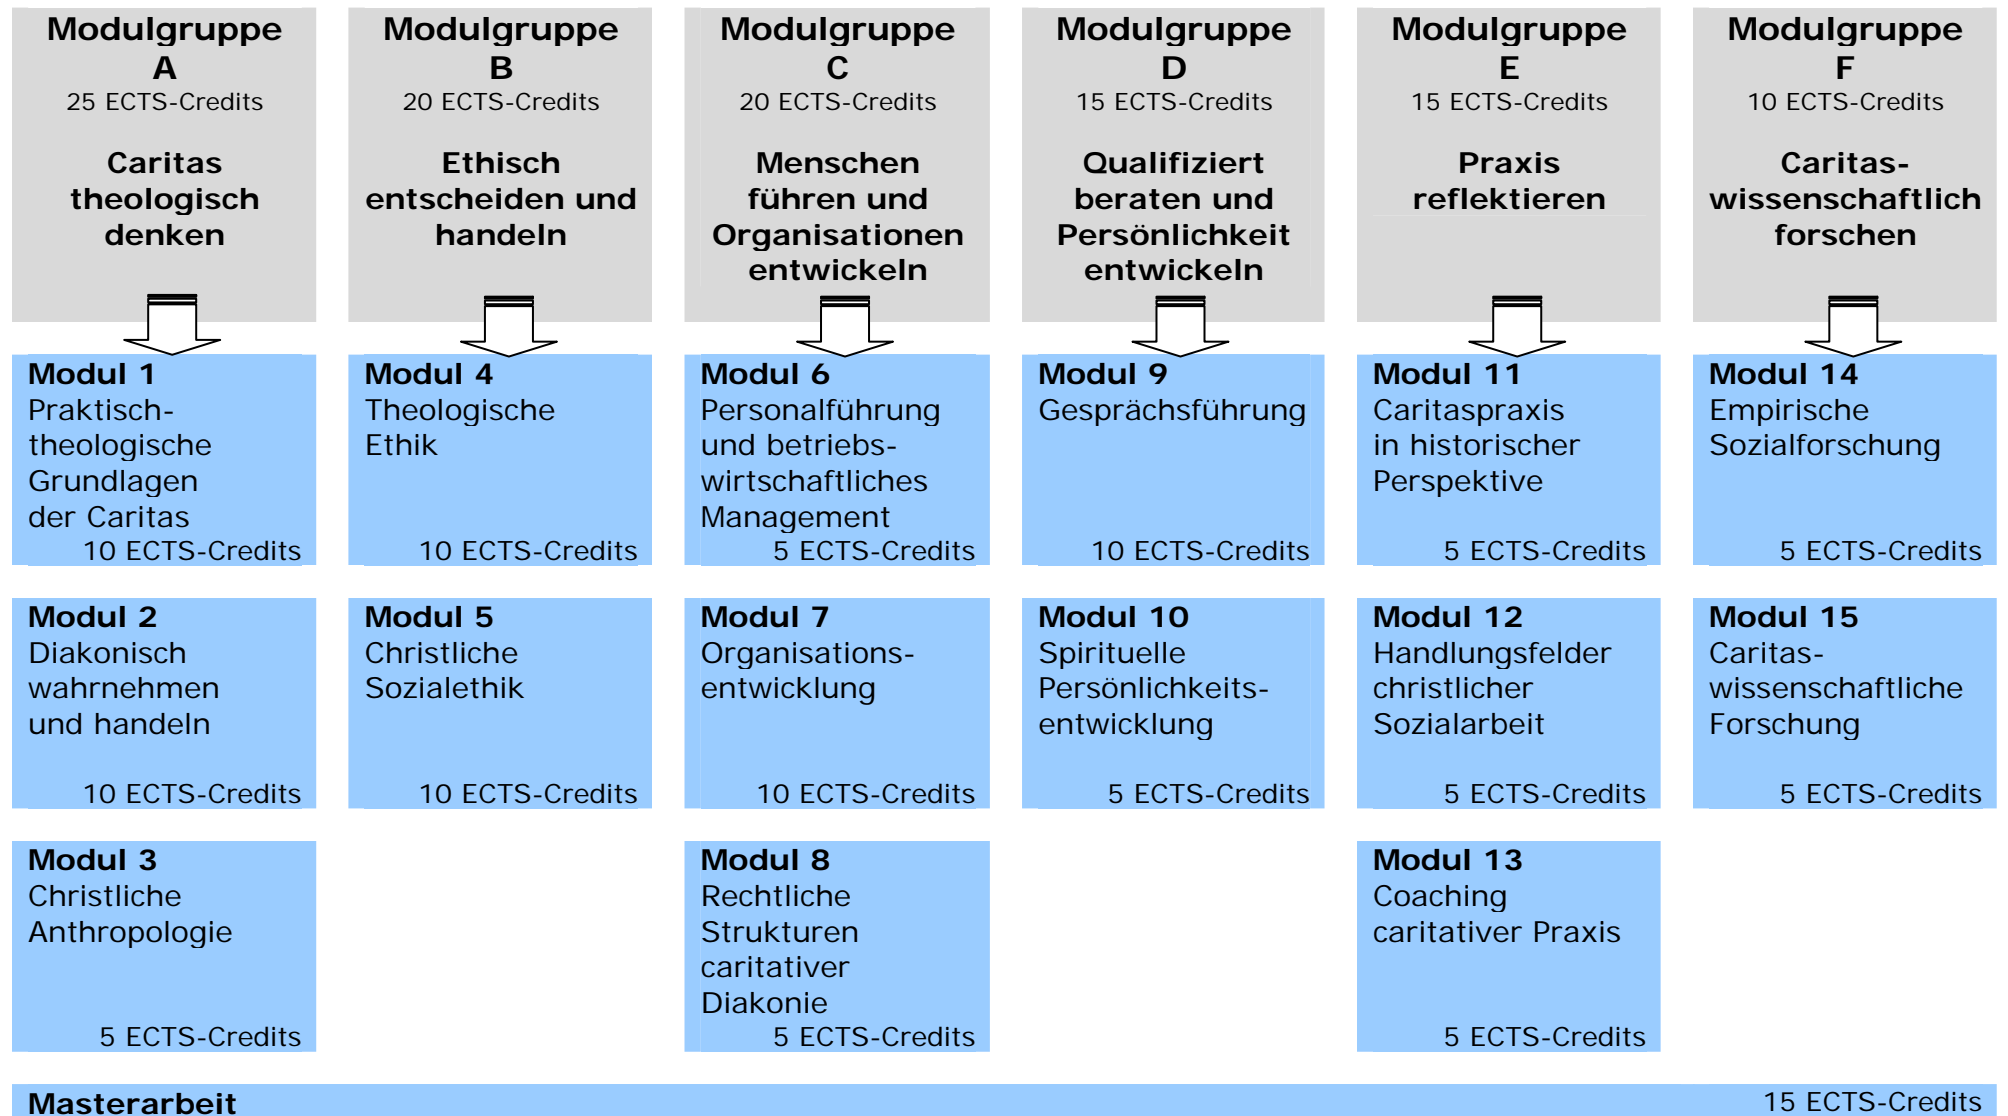 Modulgruppe
A
25 ECTS-Credits
Caritas
theologisch
denken
Modulgruppe
B
20 ECTS-Credits
Ethisch
entscheiden und
handeln
Modulgruppe
C
20 ECTS-Credits
Menschen
führen und
Organisationen
entwickeln
Modulgruppe
D
15 ECTS-Credits
Qualifiziert
beraten und
Persönlichkeit
entwickeln
Modulgruppe
E
15 ECTS-Credits
Praxis
reflektieren
Modulgruppe
F
10 ECTS-Credits
Caritas-
wissenschaftlich
forschen
Modul 1
Praktisch-
theologische
Grundlagen
der Caritas
10 ECTS-Credits
Modul 4
Theologische
Ethik
10 ECTS-Credits
Modul 6
Personalführung
und betriebs-
wirtschaftliches
Management
5 ECTS-Credits
Modul 9
Gesprächsführung
10 ECTS-Credits
Modul 11
Caritaspraxis
in historischer
Perspektive
5 ECTS-Credits
Modul 14
Empirische
Sozialforschung
5 ECTS-Credits
Modul 2
Diakonisch
wahrnehmen
und handeln
10 ECTS-Credits
Modul 5
Christliche
Sozialethik
10 ECTS-Credits
Modul 7
Organisations-
entwicklung
10 ECTS-Credits
Modul 10
Spirituelle
Persönlichkeits-
entwicklung
5 ECTS-Credits
Modul 12
Handlungsfelder
christlicher
Sozialarbeit
5 ECTS-Credits
Modul 15
Caritas-
wissenschaftliche
Forschung
5 ECTS-Credits
Modul 3
Christliche
Anthropologie
5 ECTS-Credits
Modul 8
Rechtliche
Strukturen
caritativer
Diakonie
5 ECTS-Credits
Modul 13
Coaching
caritativer Praxis
5 ECTS-Credits
Masterarbeit 15 ECTS-Credits